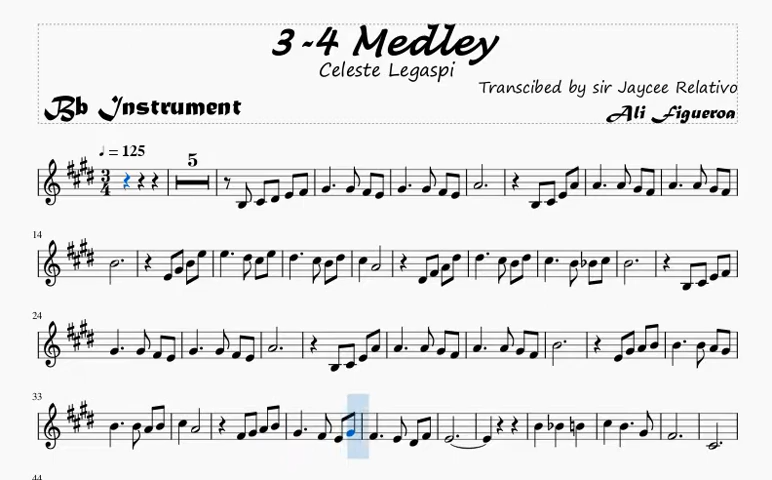 3~4 Medley
Celeste Legaspi
Transcibed by sir Jaycee Relativo
Bb Instrument
Ali Figueroa
♩ = 125
3
4
5
14
24
33
44